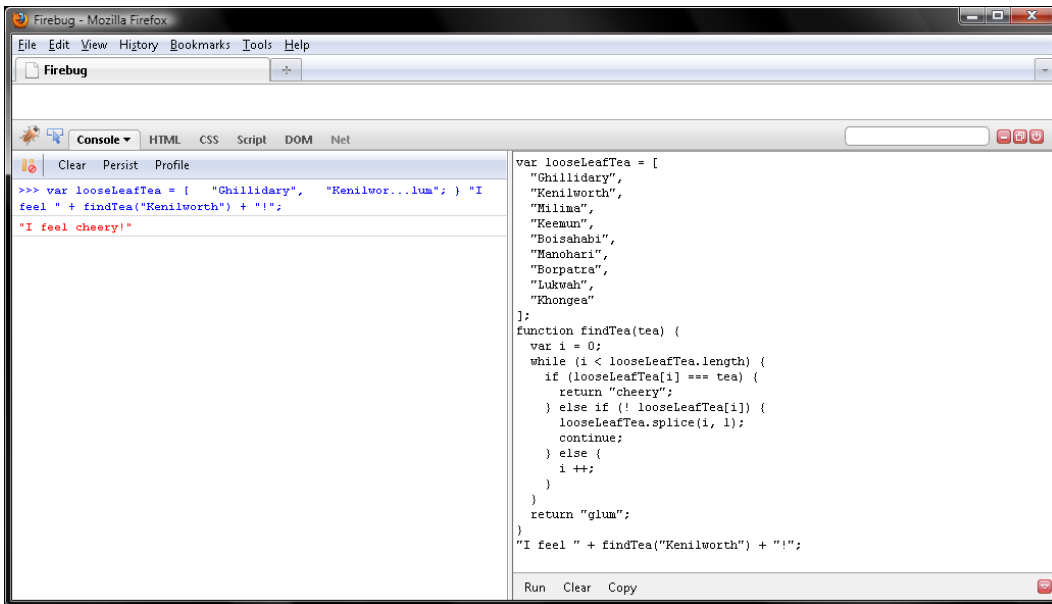 Firebug - Mozilla Firefox
File Edit View History Bookmarks Tools Help
Firebug
Console HTML CSS Script DOM Net
Clear Persist Profile
>>> var looseLeafTea = [   "Ghillidary",   "Kenilwor...lum"; } "I
feel " + findTea("Kenilworth") + "!";
"I feel cheery!"
var looseLeafTea = [
  "Ghillidary",
  "Kenilworth",
  "Milima",
  "Keemun",
  "Boisahabi",
  "Manohari",
  "Borpatra",
  "Lukwah",
  "Khongea"
];
function findTea(tea) {
  var i = 0;
  while (i < looseLeafTea.length) {
    if (looseLeafTea[i] === tea) {
      return "cheery";
    } else if (! looseLeafTea[i]) {
      looseLeafTea.splice(i, 1);
      continue;
    } else {
      i ++;
    }
  }
  return "glum";
}
"I feel " + findTea("Kenilworth") + "!";
Run Clear Copy